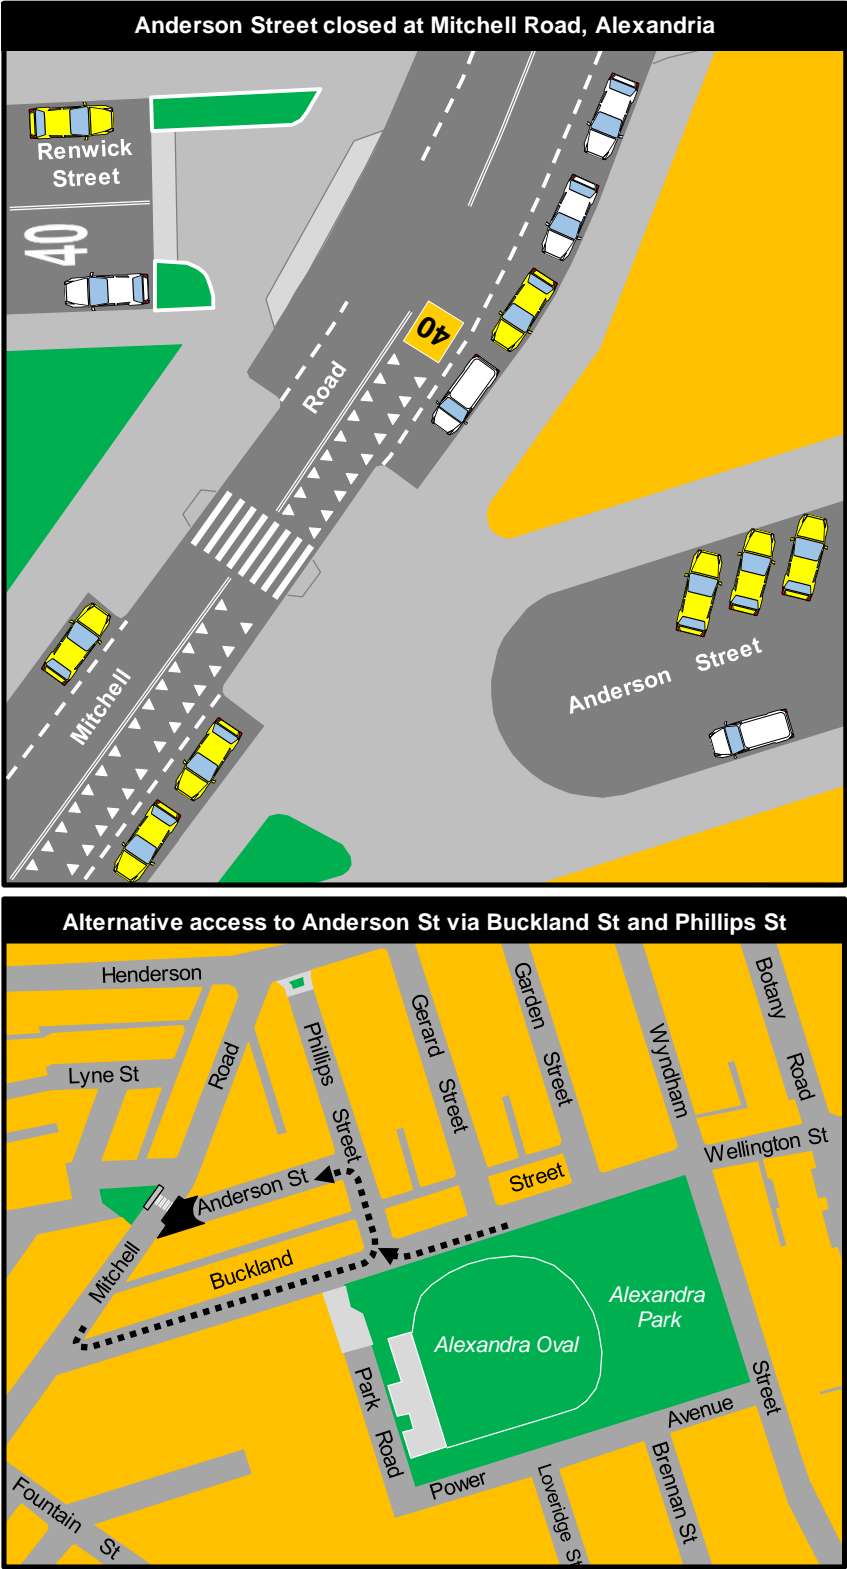 Anderson Street closed at Mitchell Road, Alexandria
Renwick
Street
40
40
Road
Mitchell
Anderson Street
Alternative access to Anderson St via Buckland St and Phillips St
Henderson
Road
Lyne St
Phillips
Street
Gerard
Street
Garden
Street
Wyndham
Botany
Road
Wellington St
Anderson St
Street
Buckland
Mitchell
Alexandra
Park
Alexandra Oval
Park
Road
Street
Avenue
Power
Loveridge St
Brennan St
Fountain
St